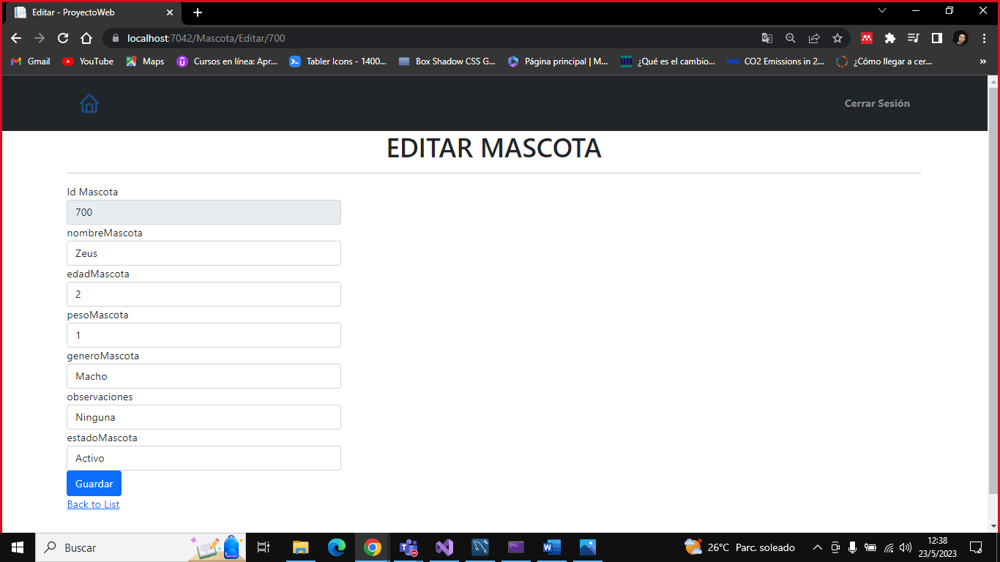 Editar - ProyectoWeb
localhost:7042/Mascota/Editar/700
Gmail YouTube Maps Cursos en línea: Apr... Tabler Icons - 1400... Box Shadow CSS G... Página principal | M... UN ¿Qué es el cambio... CO2 Emissions in 2... ¿Cómo llegar a cer... »
Cerrar Sesión
EDITAR MASCOTA
Id Mascota
700
nombreMascota
Zeus
edadMascota
2
pesoMascota
1
generoMascota
Macho
observaciones
Ninguna
estadoMascota
Activo
Guardar
Back to List
Buscar 26°C Parc. soleado 12:38
23/5/2023